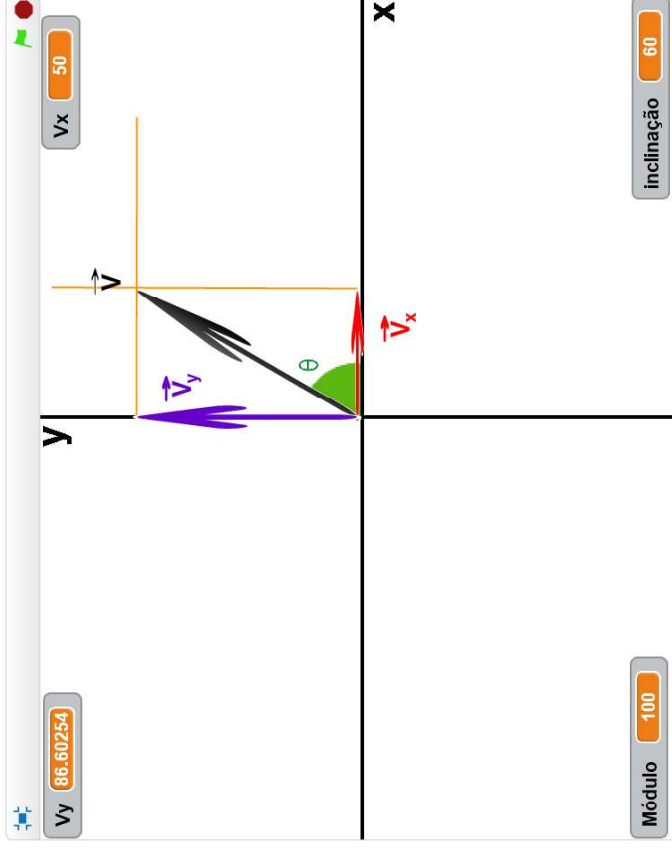 Vy 86.60254
Vx 50
y
V
Vy
θ
Vx
x
Módulo 100
inclinação 60